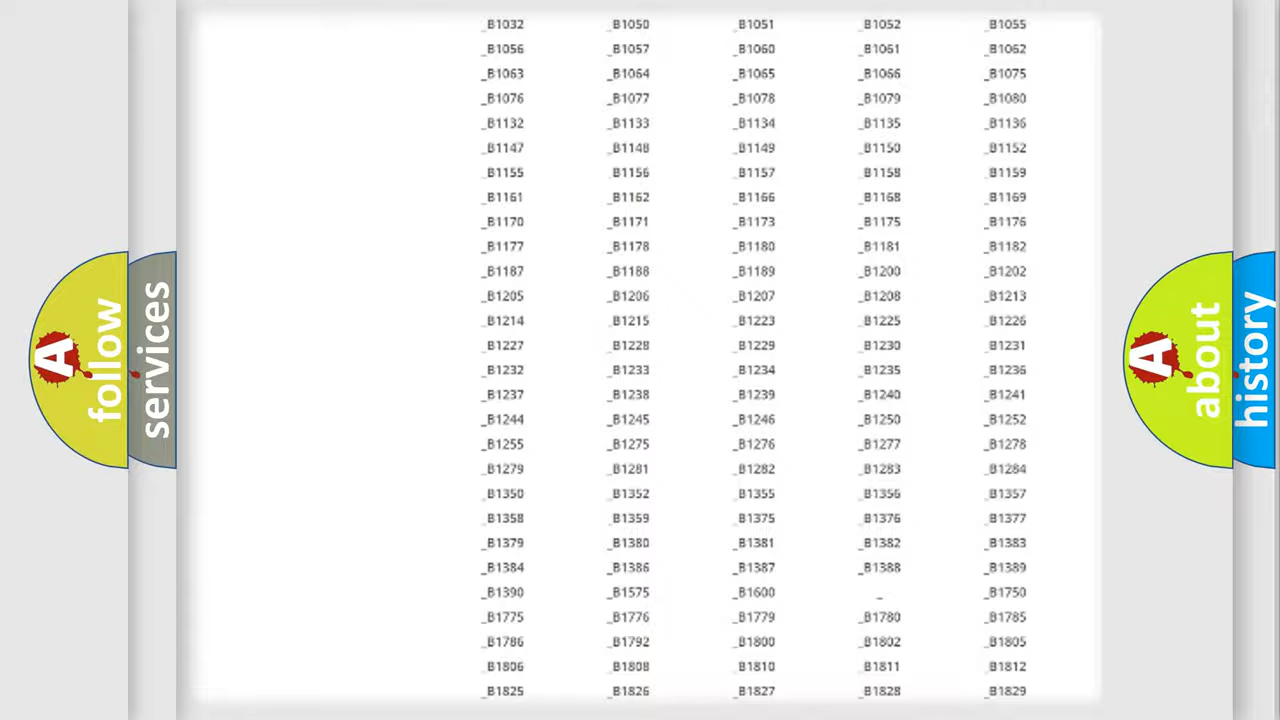 _B1032 _B1050 _B1051 _B1052 _B1055
_B1056 _B1057 _B1060 _B1061 _B1062
_B1063 _B1064 _B1065 _B1066 _B1075
_B1076 _B1077 _B1078 _B1079 _B1080
_B1132 _B1133 _B1134 _B1135 _B1136
_B1147 _B1148 _B1149 _B1150 _B1152
_B1155 _B1156 _B1157 _B1158 _B1159
_B1161 _B1162 _B1166 _B1168 _B1169
_B1170 _B1171 _B1173 _B1175 _B1176
_B1177 _B1178 _B1180 _B1181 _B1182
_B1187 _B1188 _B1189 _B1200 _B1202
_B1205 _B1206 _B1207 _B1208 _B1213
_B1214 _B1215 _B1223 _B1225 _B1226
_B1227 _B1228 _B1229 _B1230 _B1231
_B1232 _B1233 _B1234 _B1235 _B1236
_B1237 _B1238 _B1239 _B1240 _B1241
_B1244 _B1245 _B1246 _B1250 _B1252
_B1255 _B1275 _B1276 _B1277 _B1278
_B1279 _B1281 _B1282 _B1283 _B1284
_B1350 _B1352 _B1355 _B1356 _B1357
_B1358 _B1359 _B1375 _B1376 _B1377
_B1379 _B1380 _B1381 _B1382 _B1383
_B1384 _B1386 _B1387 _B1388 _B1389
_B1390 _B1575 _B1600 _ _B1750
_B1775 _B1776 _B1779 _B1780 _B1785
_B1786 _B1792 _B1800 _B1802 _B1805
_B1806 _B1808 _B1810 _B1811 _B1812
_B1825 _B1826 _B1827 _B1828 _B1829
A
follow
services
A
about
history